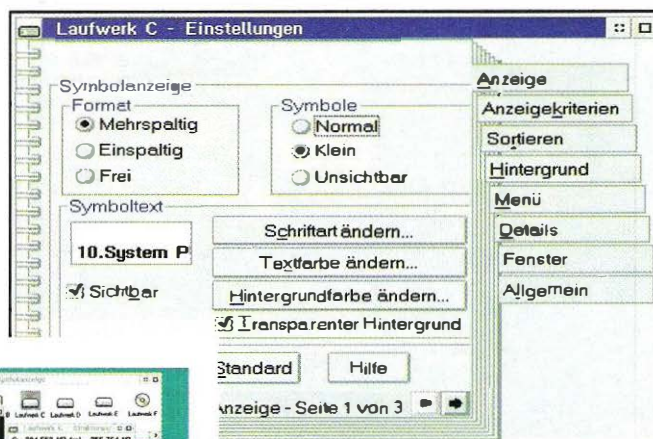 Laufwerk C - Einstellungen
Symbolanzeige
Format
Mehrspaltig
Einspaltig
Frei
Symbole
Normal
Klein
Unsichtbar
Symboltext
10.System P
Sichtbar
Schriftart ändern...
Textfarbe ändern...
Hintergrundfarbe ändern...
Transparenter Hintergrund
Standard
Hilfe
Anzeige - Seite 1 von 3
Anzeige
Anzeigekriterien
Sortieren
Hintergrund
Menü
Details
Fenster
Allgemein
Laufwerk C
Laufwerk D
Laufwerk E
Laufwerk F